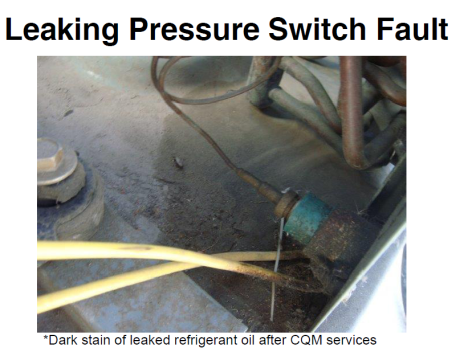 Leaking Pressure Switch Fault
*Dark stain of leaked refrigerant oil after CQM services